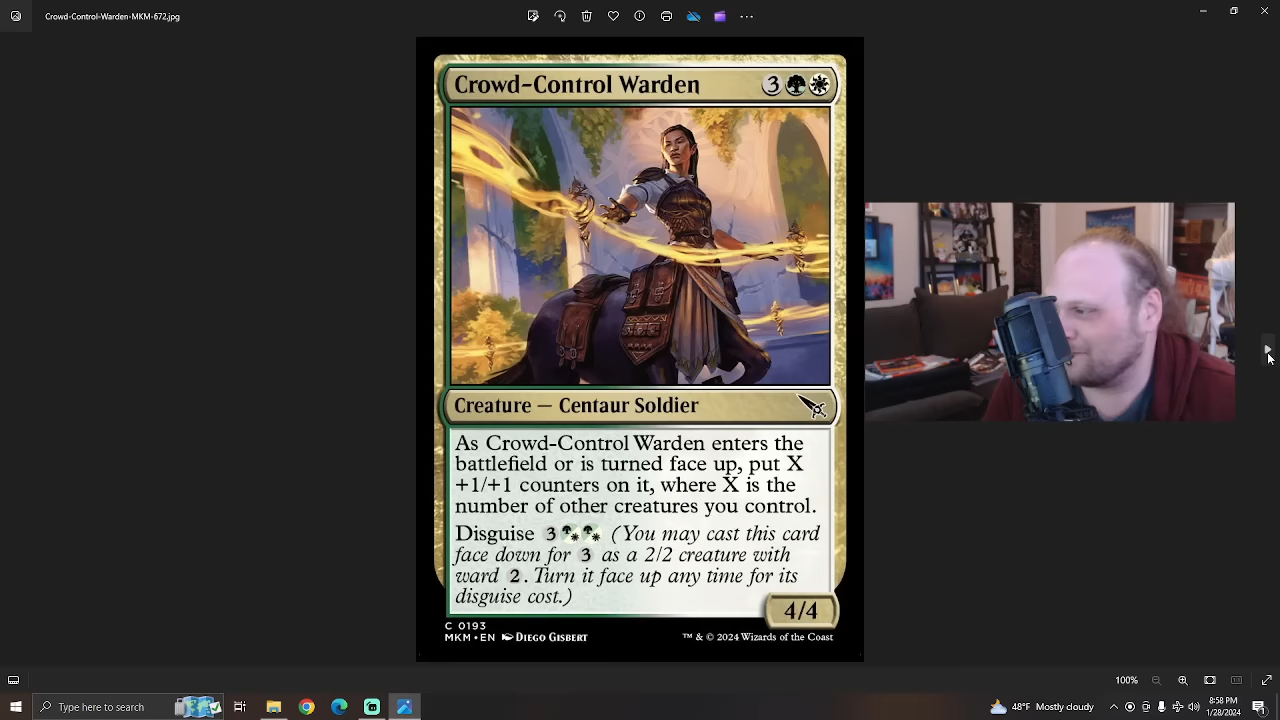 Crowd-Control-Warden-MKM-672.jpg
Crowd-Control Warden 3
Creature — Centaur Soldier
As Crowd-Control Warden enters the
battlefield or is turned face up, put X
+1/+1 counters on it, where X is the
number of other creatures you control.
Disguise 3 (You may cast this card
face down for 3 as a 2/2 creature with
ward 2. Turn it face up any time for its
disguise cost.)
4/4
C 0193
MKM • EN Diego Gisbert
™ & © 2024 Wizards of the Coast
100%
Type here to search
48°F Mostly cloudy
8:58 PM
1/28/2024